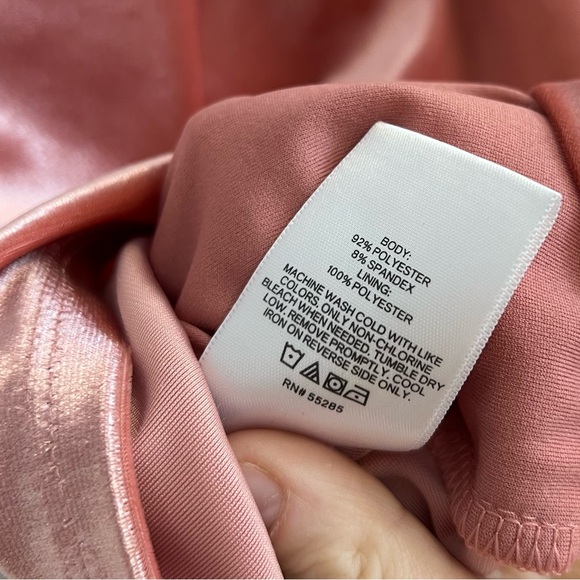 BODY:
92% POLYESTER
8% SPANDEX
LINING:
100% POLYESTER
MACHINE WASH COLD WITH LIKE
COLORS, ONLY NON-CHLORINE
BLEACH WHEN NEEDED. TUMBLE DRY
LOW. REMOVE PROMPTLY. COOL
IRON ON REVERSE SIDE ONLY.
RN# 55285